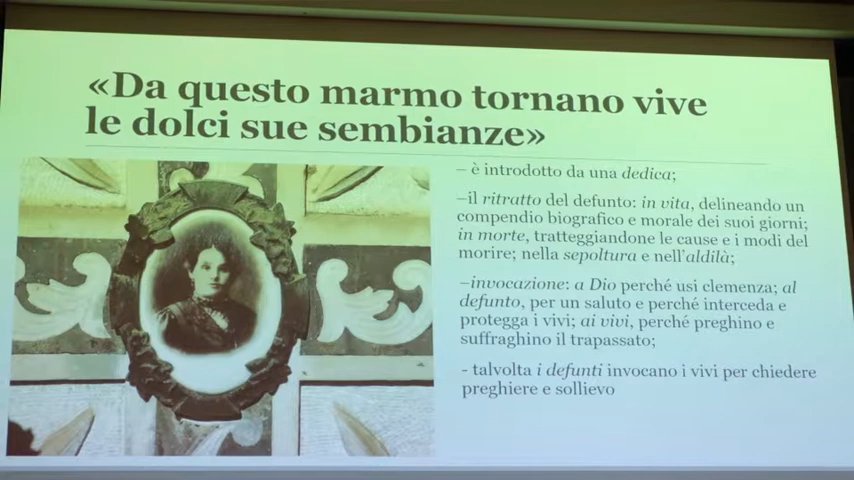 «Da questo marmo tornano vive
le dolci sue sembianze»
– è introdotto da una dedica;
–il ritratto del defunto: in vita, delineando un
compendio biografico e morale dei suoi giorni;
in morte, tratteggiandone le cause e i modi del
morire; nella sepoltura e nell'aldilà;
–invocazione: a Dio perché usi clemenza; al
defunto, per un saluto e perché interceda e
protegga i vivi; ai vivi, perché preghino e
suffraghino il trapassato;
- talvolta i defunti invocano i vivi per chiedere
preghiere e sollievo